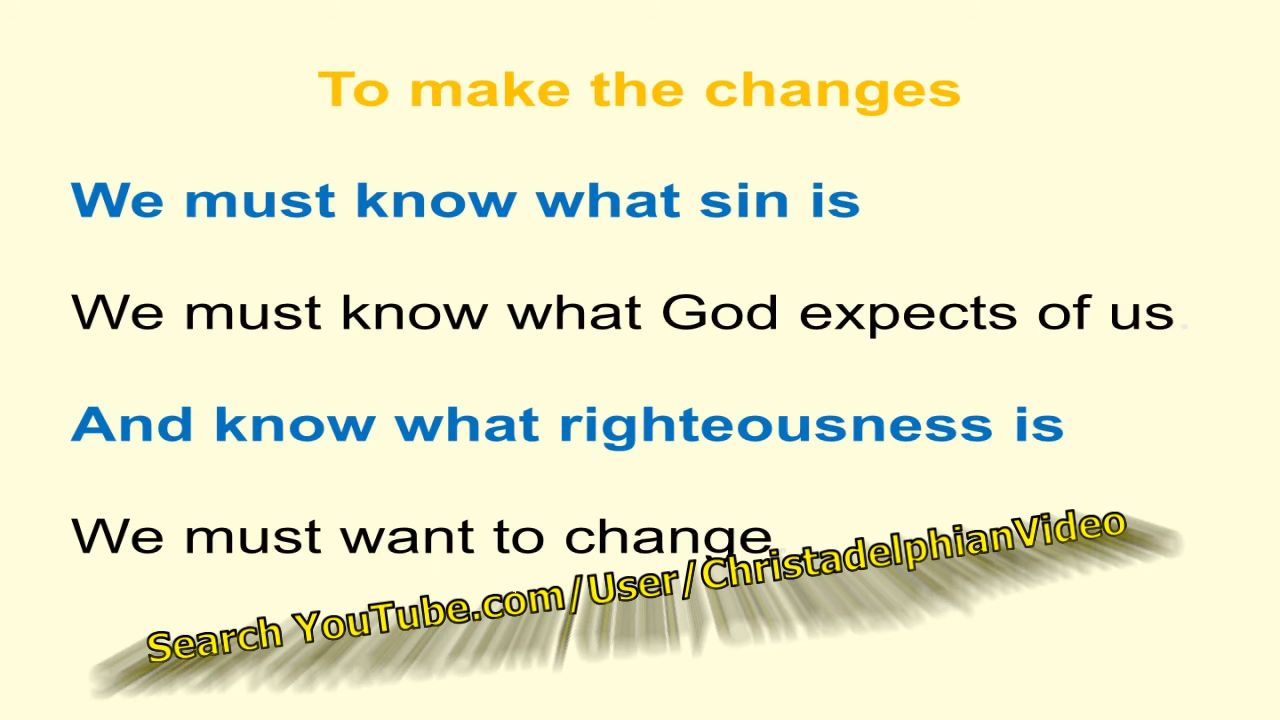 To make the changes
We must know what sin is
We must know what God expects of us.
And know what righteousness is
We must want to change
Search YouTube.com/User/ChristadelphianVideo